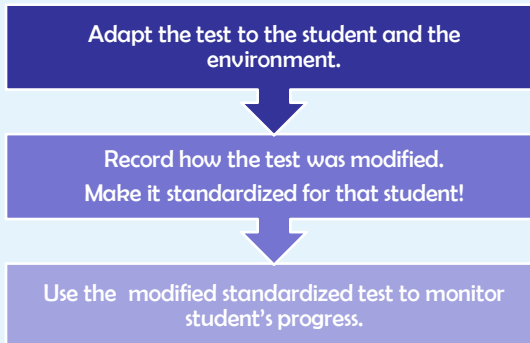 Adapt the test to the student and the
environment.
Record how the test was modified.
Make it standardized for that student!
Use the  modified standardized test to monitor
student's progress.